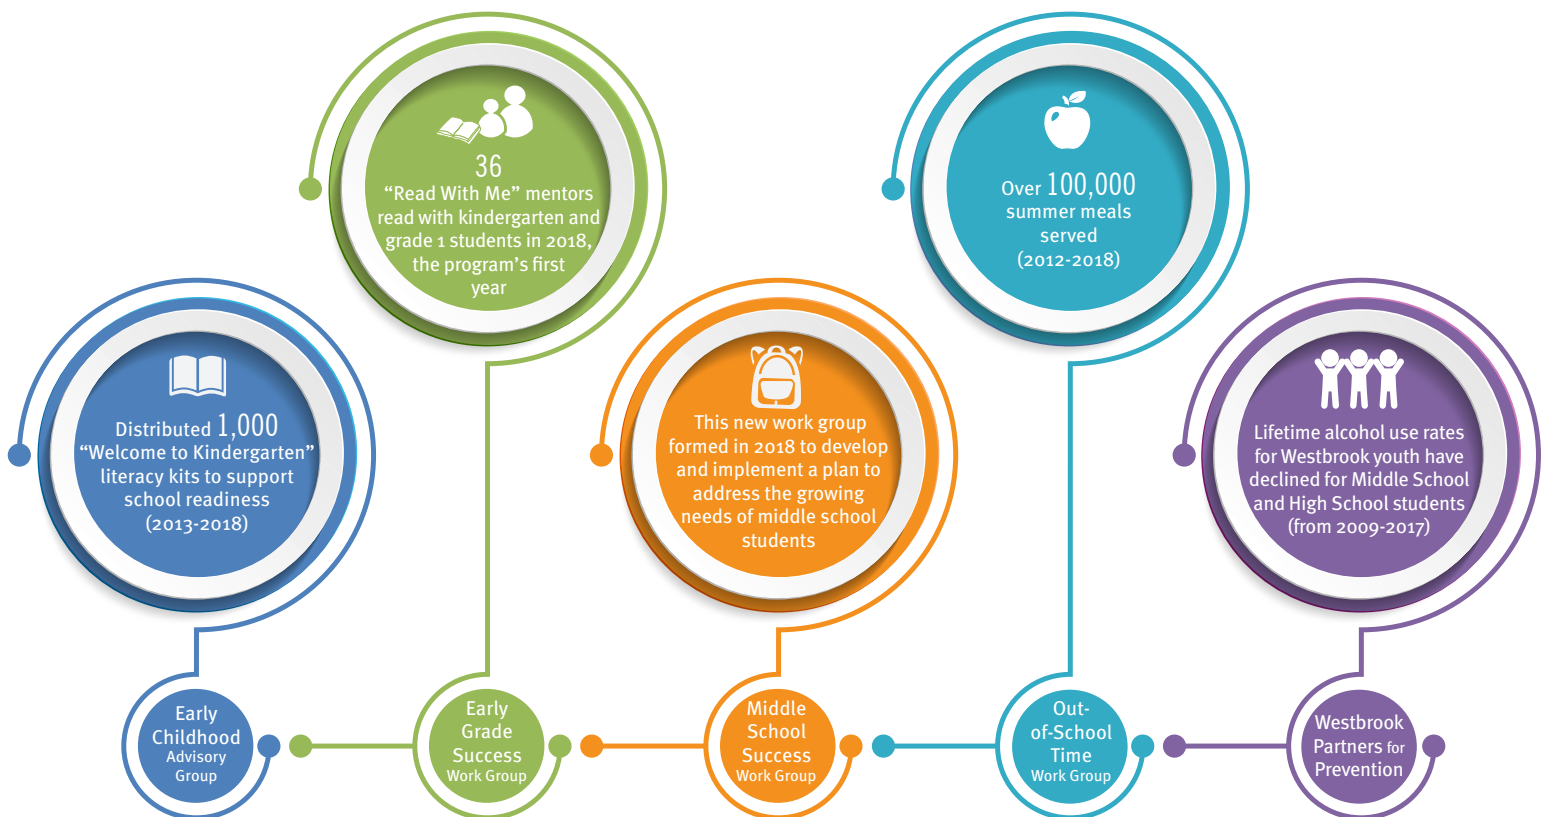 36
“Read With Me” mentors
read with kindergarten and
grade 1 students in 2018,
the program’s first
year
Over 100,000
summer meals
served
(2012-2018)
Distributed 1,000
“Welcome to Kindergarten”
literacy kits to support
school readiness
(2013-2018)
This new work group
formed in 2018 to develop
and implement a plan to
address the growing
needs of middle school
students
Lifetime alcohol use rates
for Westbrook youth have
declined for Middle School
and High School students
(from 2009-2017)
Early
Childhood
Advisory
Group
Early
Grade
Success
Work Group
Middle
School
Success
Work Group
Out-
of-School
Time
Work Group
Westbrook
Partners for
Prevention